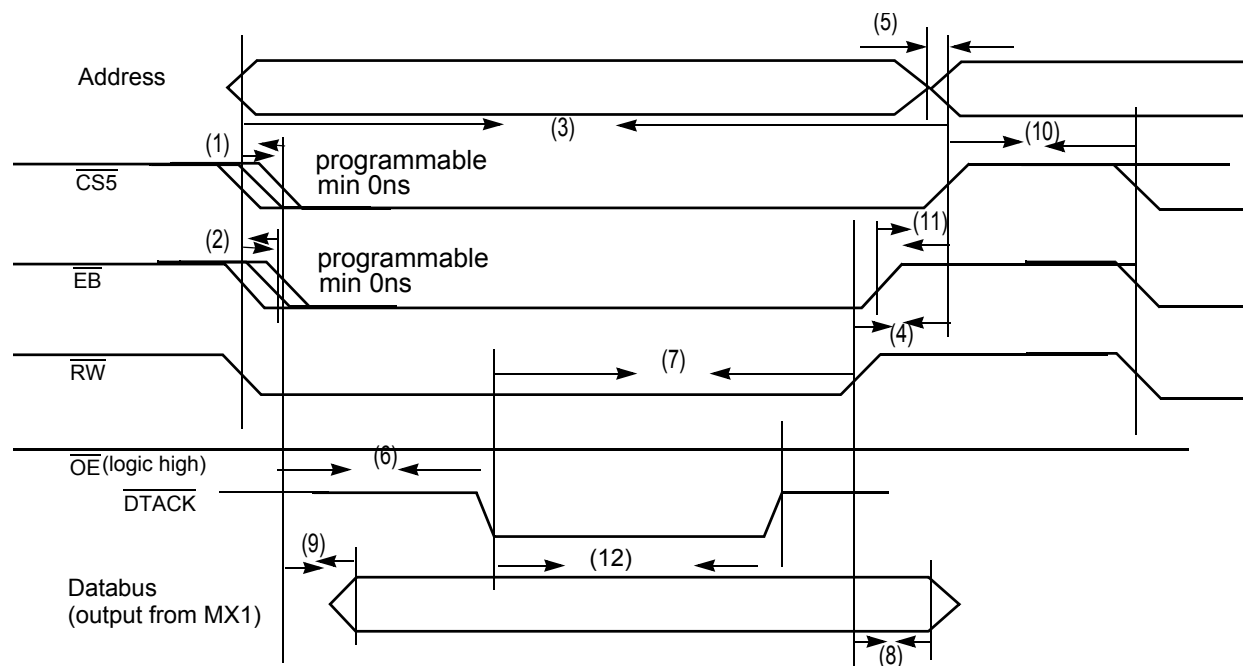 (5)
Address
(3)
(10)
(1)
programmable
min 0ns
CS5
(11)
(2)
programmable
min 0ns
EB
(4)
(7)
RW
(6)
OE(logic high)
DTACK
(9)
(12)
Databus
(output from MX1)
(8)